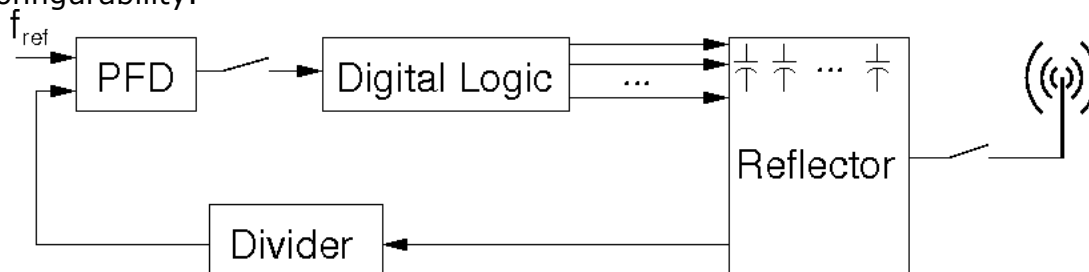 f_ref
PFD
Digital Logic
...
...
Reflector
Divider